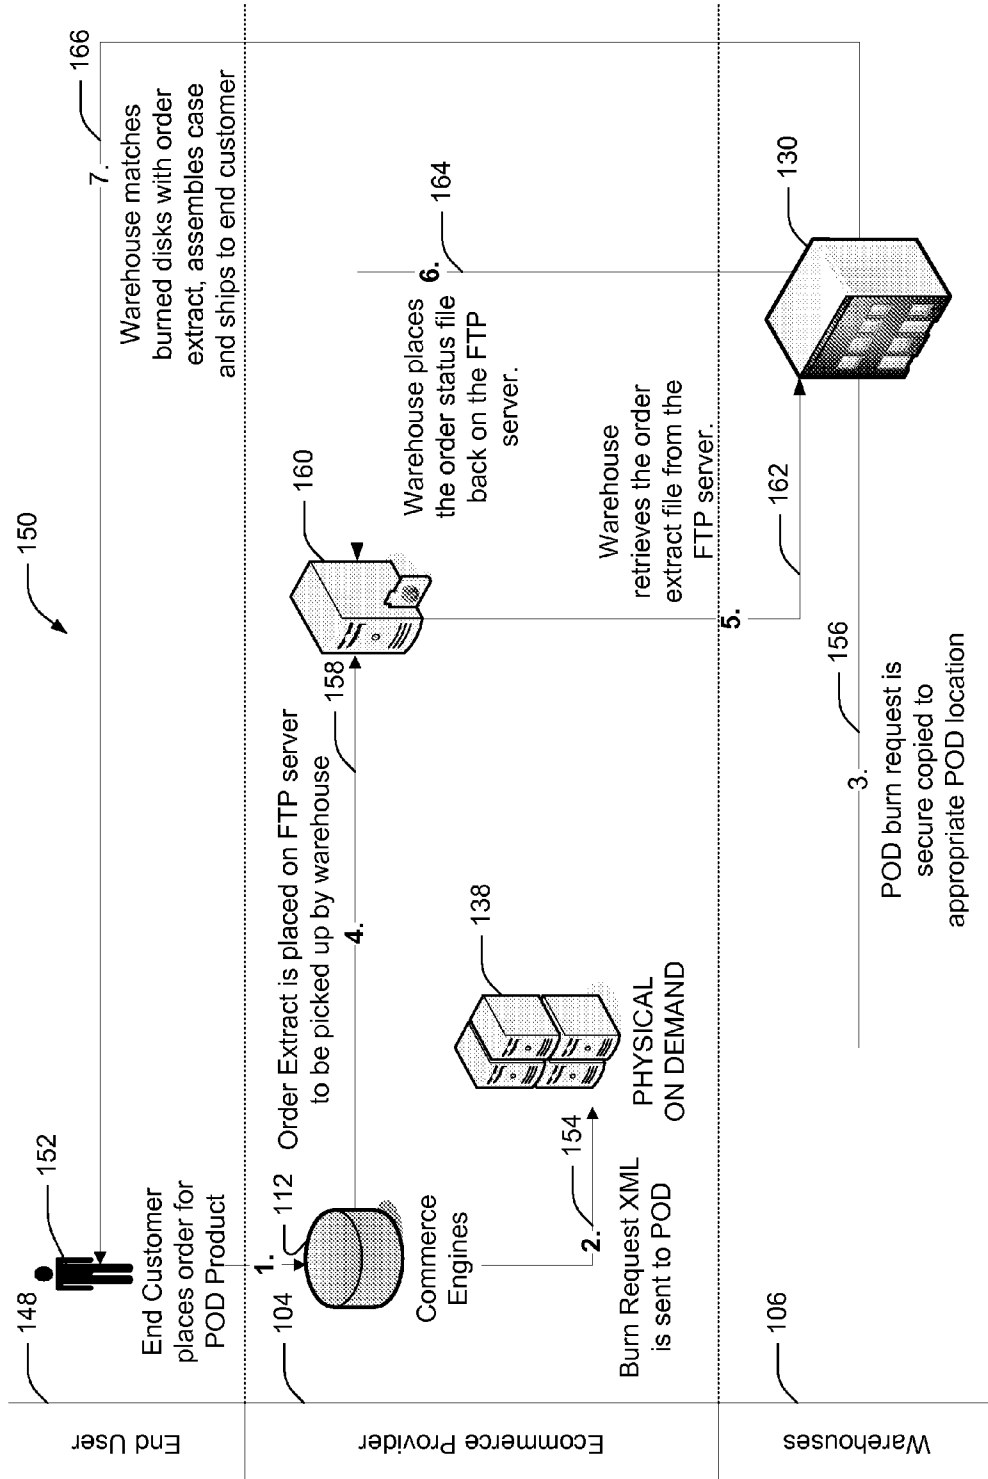 150
148
End User
152
End Customer
places order for
POD Product
7.
166
Warehouse matches
burned disks with order
extract, assembles case
and ships to end customer
104
Ecommerce Provider
1.
112
Commerce
Engines
Order Extract is placed on FTP server
to be picked up by warehouse
4.
158
160
2.
154
Burn Request XML
is sent to POD
138
PHYSICAL
ON DEMAND
Warehouse places
the order status file
back on the FTP
server.
6.
164
Warehouse
retrieves the order
extract file from the
FTP server.
5.
162
106
Warehouses
3.
156
POD burn request is
secure copied to
appropriate POD location
130